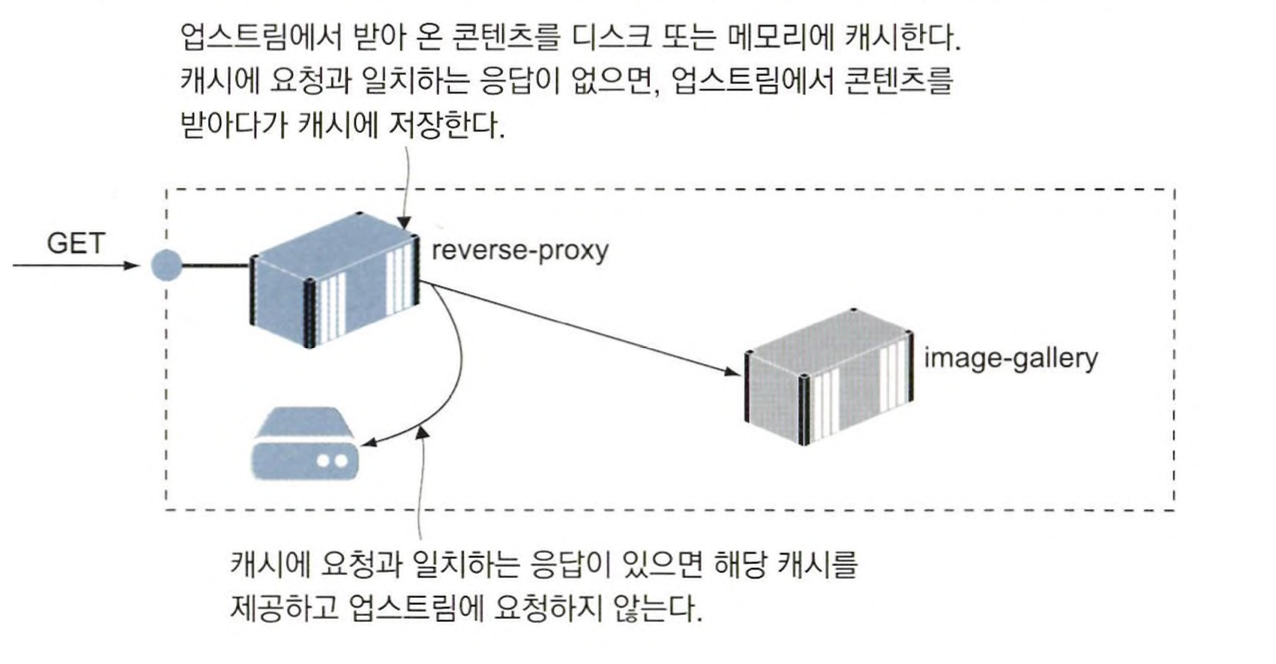 업스트림에서 받아 온 콘텐츠를 디스크 또는 메모리에 캐시한다.
캐시에 요청과 일치하는 응답이 없으면, 업스트림에서 콘텐츠를
받아다가 캐시에 저장한다.
GET
reverse-proxy
image-gallery
캐시에 요청과 일치하는 응답이 있으면 해당 캐시를
제공하고 업스트림에 요청하지 않는다.